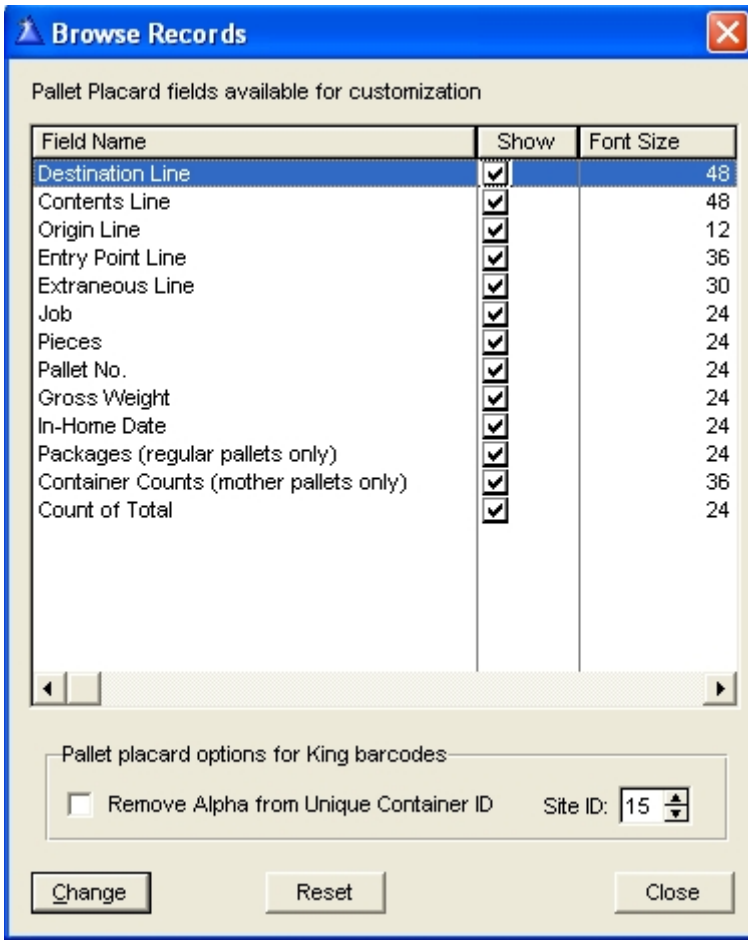 Browse Records
Pallet Placard fields available for customization
Field Name Show Font Size
Destination Line 48
Contents Line 48
Origin Line 12
Entry Point Line 36
Extraneous Line 30
Job 24
Pieces 24
Pallet No. 24
Gross Weight 24
In-Home Date 24
Packages (regular pallets only) 24
Container Counts (mother pallets only) 36
Count of Total 24
Pallet placard options for King barcodes
Remove Alpha from Unique Container ID Site ID: 15
Change Reset Close